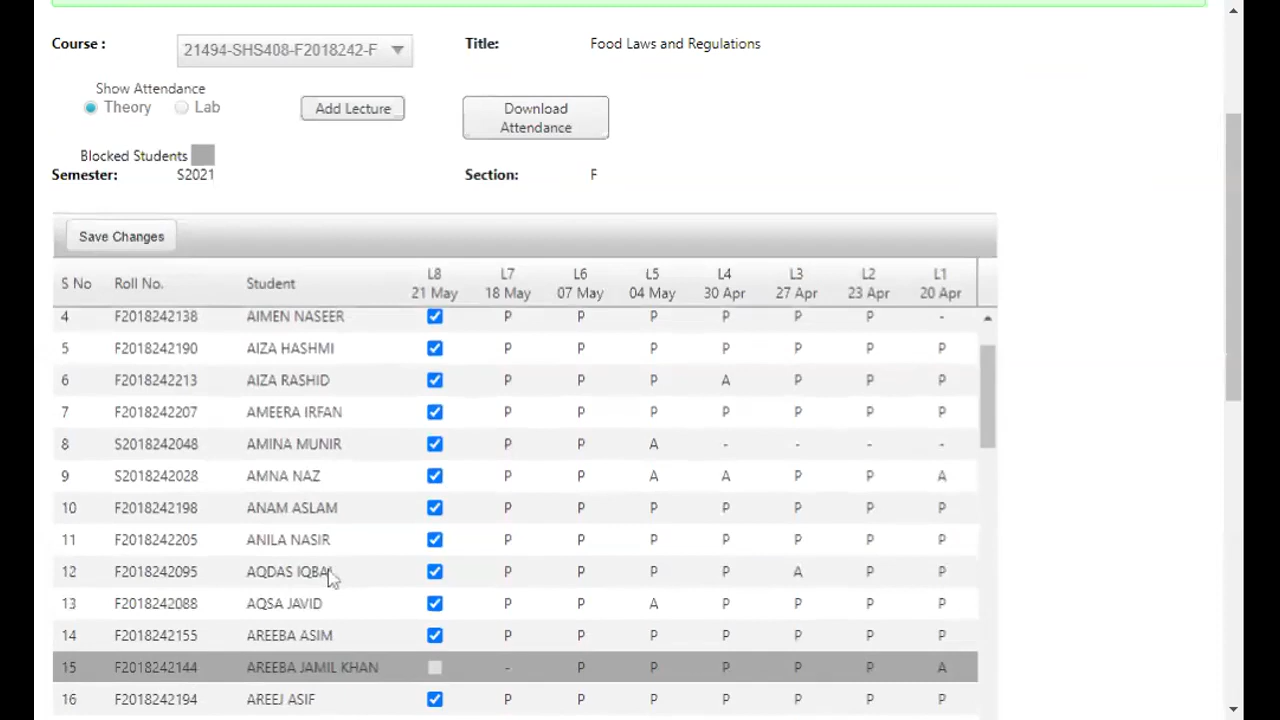 Course : 21494-SHS408-F2018242-F Title: Food Laws and Regulations
Show Attendance
Theory Lab Add Lecture Download Attendance
Blocked Students
Semester: S2021 Section: F
Save Changes
S No Roll No. Student L8 21 May L7 18 May L6 07 May L5 04 May L4 30 Apr L3 27 Apr L2 23 Apr L1 20 Apr
4 F2018242138 AIMEN NASEER P P P P P P -
5 F2018242190 AIZA HASHMI P P P P P P P
6 F2018242213 AIZA RASHID P P P A P P P
7 F2018242207 AMEERA IRFAN P P P P P P P
8 S2018242048 AMINA MUNIR P P A - - - -
9 S2018242028 AMNA NAZ P P A A P P A
10 F2018242198 ANAM ASLAM P P P P P P P
11 F2018242205 ANILA NASIR P P P P P P P
12 F2018242095 AQDAS IQBAL P P P P A P P
13 F2018242088 AQSA JAVID P P A P P P P
14 F2018242155 AREEBA ASIM P P P P P P P
15 F2018242144 AREEBA JAMIL KHAN - P P P P P A
16 F2018242194 AREEJ ASIF P P P P P P P